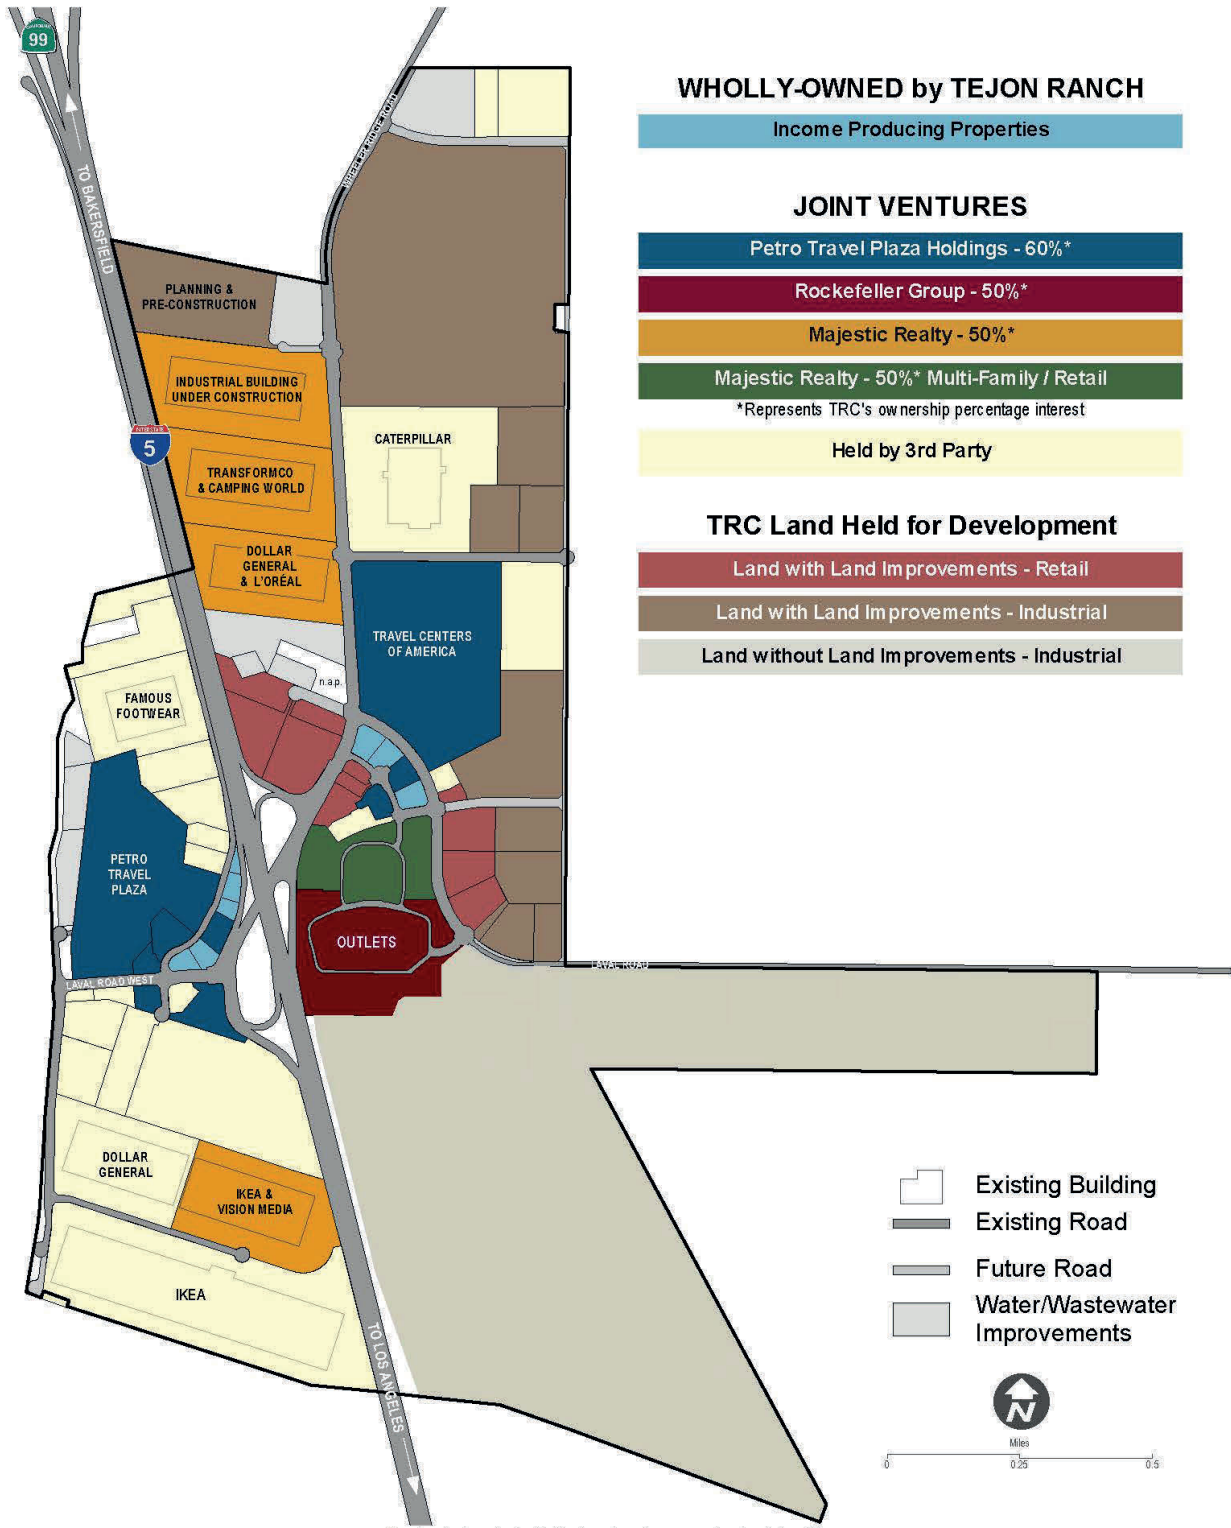 CALIFORNIA
99
TO BAKERSFIELD
WHEELER RIDGE ROAD
WHOLLY-OWNED by TEJON RANCH
Income Producing Properties
JOINT VENTURES
Petro Travel Plaza Holdings - 60%*
Rockefeller Group - 50%*
Majestic Realty - 50%*
Majestic Realty - 50%* Multi-Family / Retail
*Represents TRC's ownership percentage interest
Held by 3rd Party
TRC Land Held for Development
Land with Land Improvements - Retail
Land with Land Improvements - Industrial
Land without Land Improvements - Industrial
PLANNING &
PRE-CONSTRUCTION
INDUSTRIAL BUILDING
UNDER CONSTRUCTION
INTERSTATE
5
CATERPILLAR
TRANSFORMCO
& CAMPING WORLD
DOLLAR
GENERAL
& L'ORÉAL
TRAVEL CENTERS
OF AMERICA
n.a.p.
FAMOUS
FOOTWEAR
PETRO
TRAVEL
PLAZA
OUTLETS
LAVAL ROAD
LAVAL ROAD WEST
DOLLAR
GENERAL
IKEA &
VISION MEDIA
IKEA
TO LOS ANGELES
Existing Building
Existing Road
Future Road
Water/Wastewater
Improvements
N
Miles
0
0.25
0.5